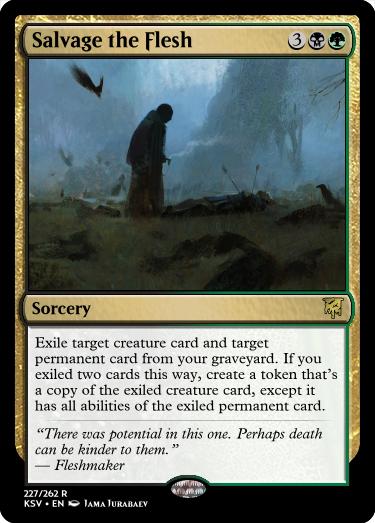 Salvage the Flesh 3
Sorcery
Exile target creature card and target
permanent card from your graveyard. If you
exiled two cards this way, create a token that's
a copy of the exiled creature card, except it
has all abilities of the exiled permanent card.
"There was potential in this one. Perhaps death
can be kinder to them."
— Fleshmaker
227/262 R
KSV • EN Jama Jurabaev